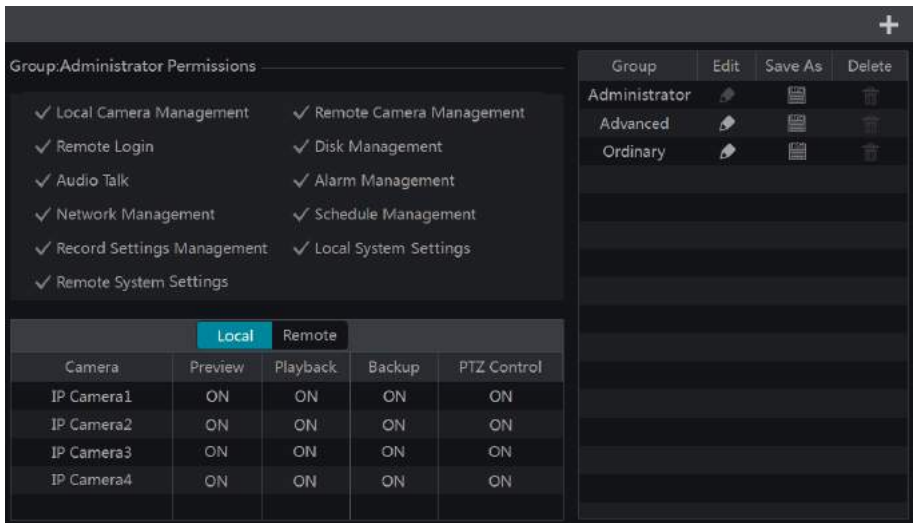 Group:Administrator Permissions
Local Camera Management Remote Camera Management
Remote Login Disk Management
Audio Talk Alarm Management
Network Management Schedule Management
Record Settings Management Local System Settings
Remote System Settings
Local Remote
Camera Preview Playback Backup PTZ Control
IP Camera1 ON ON ON ON
IP Camera2 ON ON ON ON
IP Camera3 ON ON ON ON
IP Camera4 ON ON ON ON
Group Edit Save As Delete
Administrator
Advanced
Ordinary